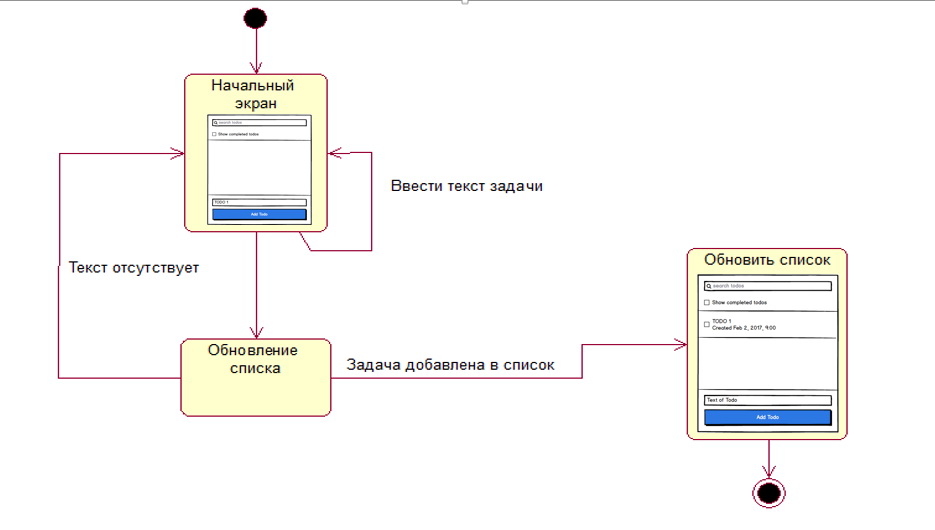 Начальный
экран
search todos
Show completed todos
TODO 1
Add Todo
Ввести текст задачи
Текст отсутствует
Обновление
списка
Задача добавлена в список
Обновить список
search todos
Show completed todos
TODO 1
Created Feb 2, 2017, 9:00
Text of Todo
Add Todo